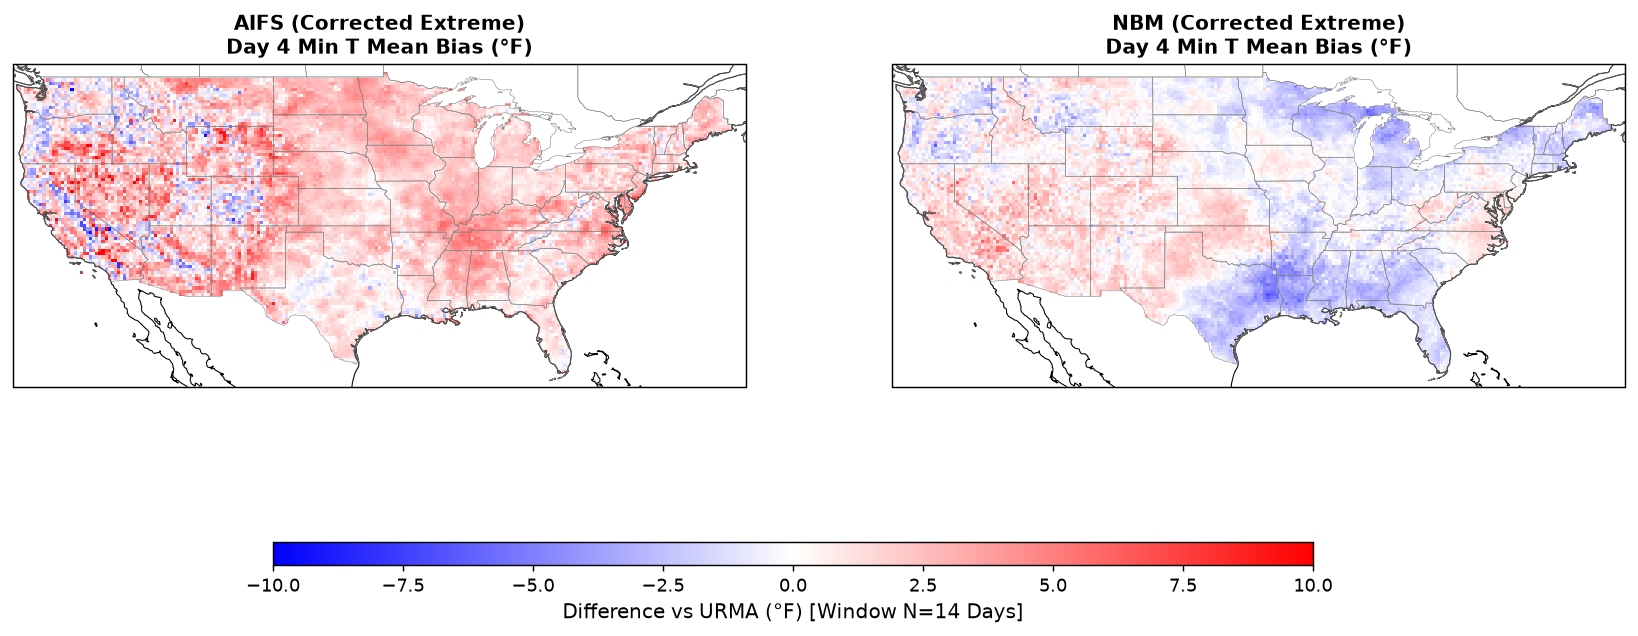 AIFS (Corrected Extreme)
Day 4 Min T Mean Bias (°F)
NBM (Corrected Extreme)
Day 4 Min T Mean Bias (°F)
−10.0 −7.5 −5.0 −2.5 0.0 2.5 5.0 7.5 10.0
Difference vs URMA (°F) [Window N=14 Days]